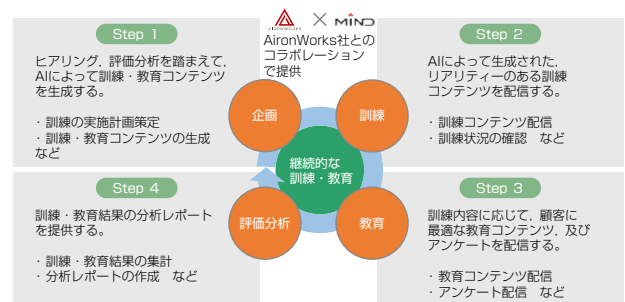 AironWorks × MIND
AironWorks社との
コラボレーション
で提供
Step 1
ヒアリング，評価分析を踏まえて，
AIによって訓練・教育コンテンツ
を生成する。
・訓練の実施計画策定
・訓練・教育コンテンツの生成
など
Step 2
AIによって生成された，
リアリティーのある訓練
コンテンツを配信する。
・訓練コンテンツ配信
・訓練状況の確認　など
企画
訓練
継続的な
訓練・教育
評価分析
教育
Step 4
訓練・教育結果の分析レポート
を提供する。
・訓練・教育結果の集計
・分析レポートの作成　など
Step 3
訓練内容に応じて，顧客に
最適な教育コンテンツ，及び
アンケートを配信する。
・教育コンテンツ配信
・アンケート配信　など